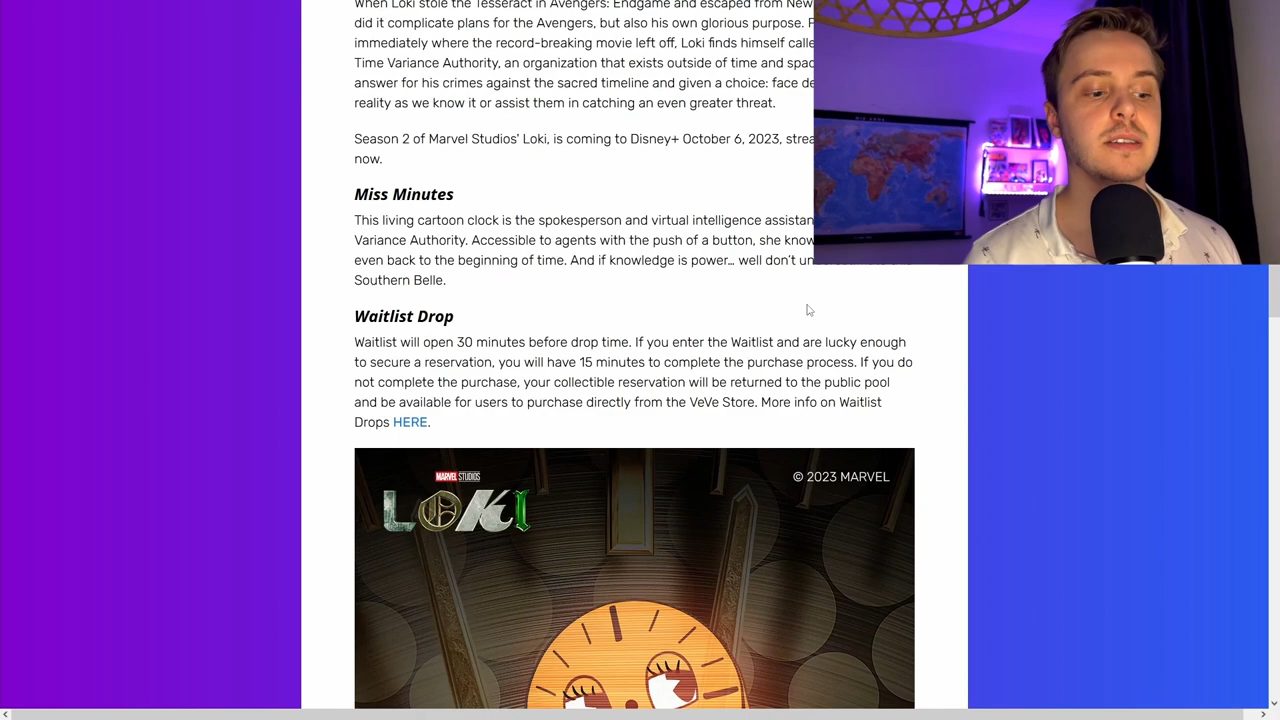 When Loki stole the Tesseract in Avengers: Endgame and escaped from New
did it complicate plans for the Avengers, but also his own glorious purpose.
immediately where the record-breaking movie left off, Loki finds himself
Time Variance Authority, an organization that exists outside of time and
answer for his crimes against the sacred timeline and given a choice: face
reality as we know it or assist them in catching an even greater threat.
Season 2 of Marvel Studios' Loki, is coming to Disney+ October 6, 2023,
now.
Miss Minutes
This living cartoon clock is the spokesperson and virtual intelligence
Variance Authority. Accessible to agents with the push of a button, she
even back to the beginning of time. And if knowledge is power... well don't
Southern Belle.
Waitlist Drop
Waitlist will open 30 minutes before drop time. If you enter the Waitlist and are lucky enough
to secure a reservation, you will have 15 minutes to complete the purchase process. If you do
not complete the purchase, your collectible reservation will be returned to the public pool
and be available for users to purchase directly from the VeVe Store. More info on Waitlist
Drops HERE.
MARVEL STUDIOS
LOKI
© 2023 MARVEL